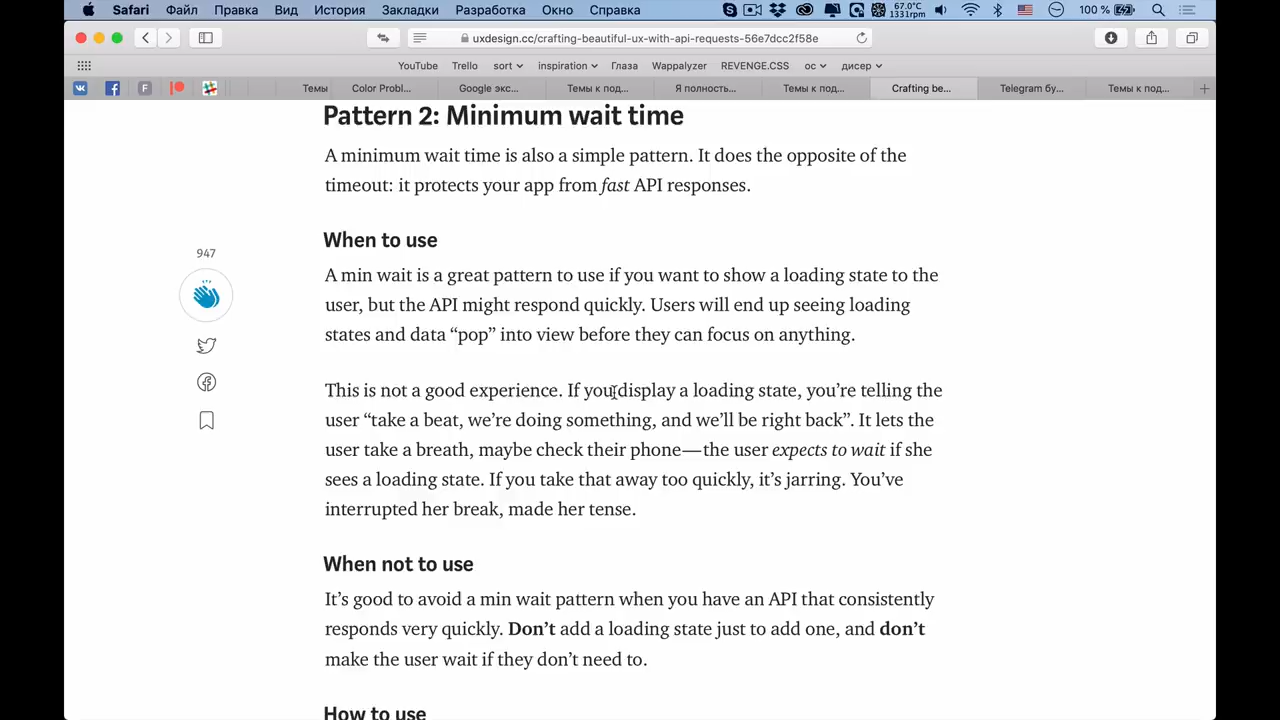 Safari Файл Правка Вид История Закладки Разработка Окно Справка 67.0°C 1331rpm 100 %
uxdesign.cc/crafting-beautiful-ux-with-api-requests-56e7dcc2f58e
YouTube Trello sort inspiration Глаза Wappalyzer REVENGE.CSS ос дисер
F Темы Color Probl... Google экс... Темы к под... Я полность... Темы к под... Crafting be... Telegram бу... Темы к под...
Pattern 2: Minimum wait time
A minimum wait time is also a simple pattern. It does the opposite of the
timeout: it protects your app from fast API responses.
When to use
947
A min wait is a great pattern to use if you want to show a loading state to the
user, but the API might respond quickly. Users will end up seeing loading
states and data “pop” into view before they can focus on anything.
This is not a good experience. If you display a loading state, you’re telling the
user “take a beat, we’re doing something, and we’ll be right back”. It lets the
user take a breath, maybe check their phone — the user expects to wait if she
sees a loading state. If you take that away too quickly, it’s jarring. You’ve
interrupted her break, made her tense.
When not to use
It’s good to avoid a min wait pattern when you have an API that consistently
responds very quickly. Don’t add a loading state just to add one, and don’t
make the user wait if they don’t need to.
How to use